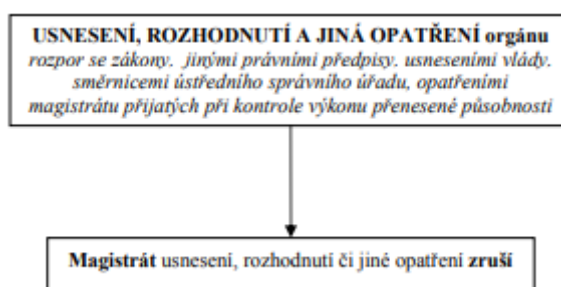 USNESENÍ, ROZHODNUTÍ A JINÁ OPATŘENÍ orgánu
rozpor se zákony. jinými právními předpisy. usneseními vlády.
směrnicemi ústředního správního úřadu, opatřeními
magistrátu přijatých při kontrole výkonu přenesené působnosti
Magistrát usnesení, rozhodnutí či jiné opatření zruší